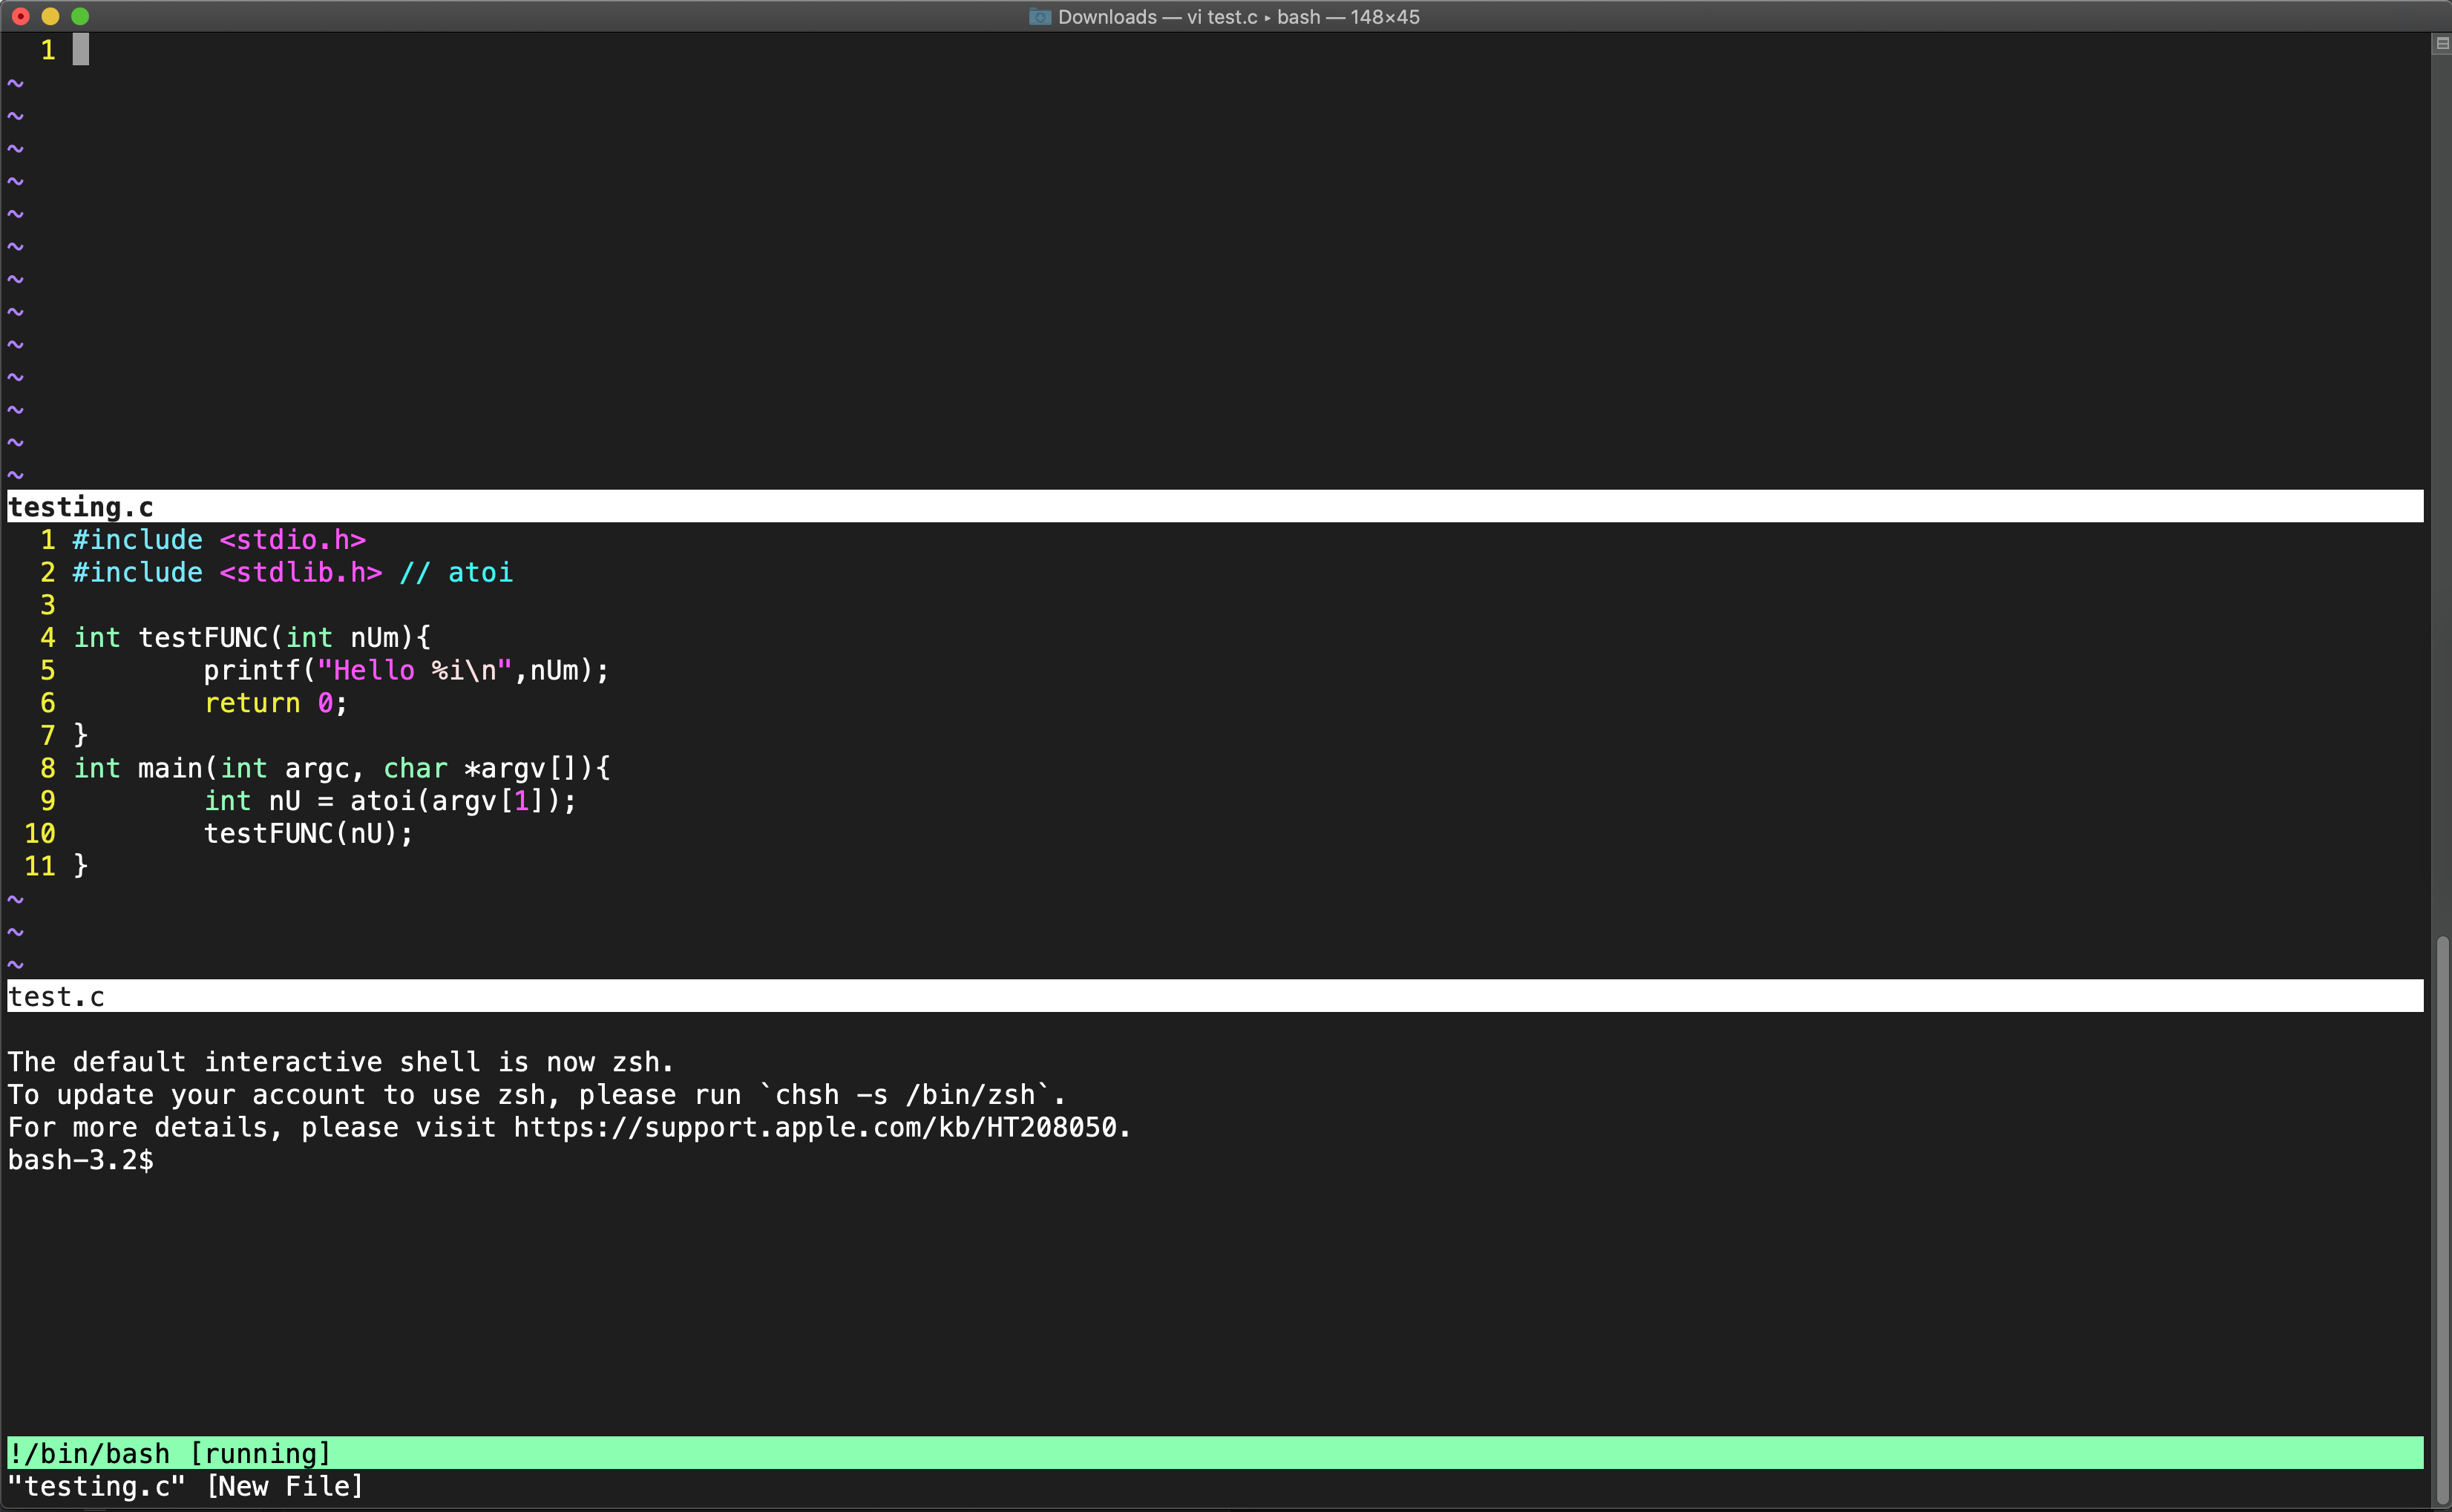 Downloads — vi test.c ▸ bash — 148×45
1
~
~
~
~
~
~
~
~
~
~
~
~
~
testing.c
1 #include <stdio.h>
2 #include <stdlib.h> // atoi
3
4 int testFUNC(int nUm){
5         printf("Hello %i\n",nUm);
6         return 0;
7 }
8 int main(int argc, char *argv[]){
9         int nU = atoi(argv[1]);
10         testFUNC(nU);
11 }
~
~
~
test.c
The default interactive shell is now zsh.
To update your account to use zsh, please run `chsh -s /bin/zsh`.
For more details, please visit https://support.apple.com/kb/HT208050.
bash-3.2$
!/bin/bash [running]
"testing.c" [New File]